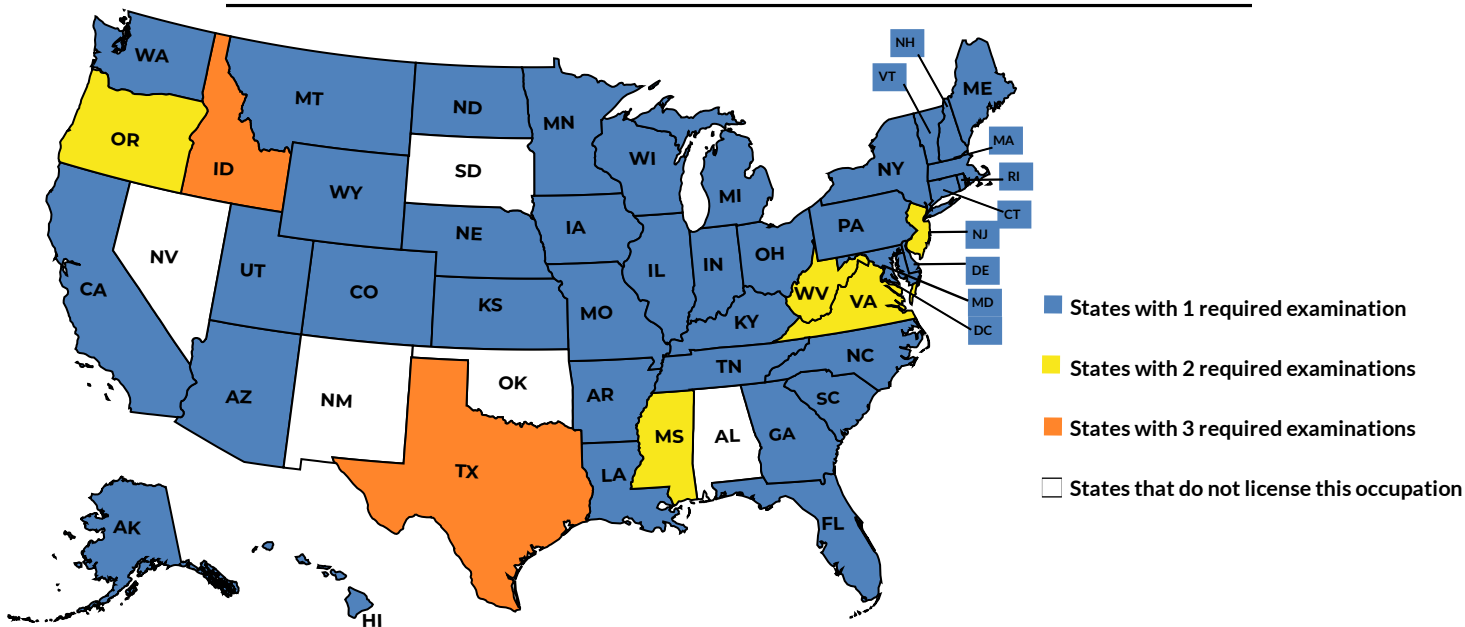 WA
MT
ND
MN
OR
ID
WY
SD
WI
MI
NY
VT
NH
ME
MA
RI
CT
NJ
PA
DE
MD
DC
NV
UT
CO
NE
IA
IL
IN
OH
CA
KS
MO
KY
WV
VA
AZ
NM
OK
AR
TN
NC
SC
TX
LA
MS
AL
GA
FL
AK
HI
States with 1 required examination
States with 2 required examinations
States with 3 required examinations
States that do not license this occupation